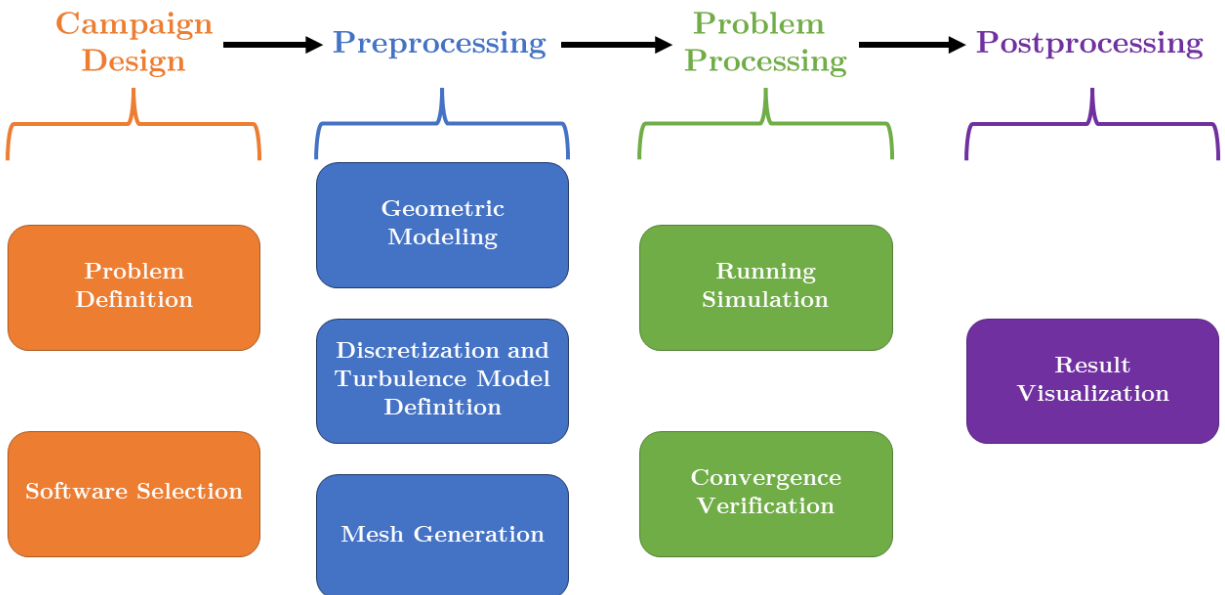 Campaign
Design
Preprocessing
Problem
Processing
Postprocessing
Problem
Definition
Software Selection
Geometric
Modeling
Discretization and
Turbulence Model
Definition
Mesh Generation
Running
Simulation
Convergence
Verification
Result
Visualization